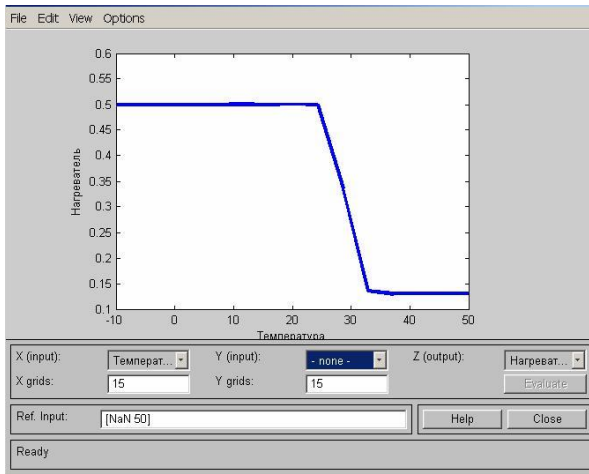 File Edit View Options
0.6
0.55
0.5
0.45
0.4
0.35
0.3
0.25
0.2
0.15
0.1
Нагреватель
-10 0 10 20 30 40 50
Температура
X (input): Температ... Y (input): - none - Z (output): Нагреват...
X grids: 15 Y grids: 15 Evaluate
Ref. Input: [NaN 50] Help Close
Ready